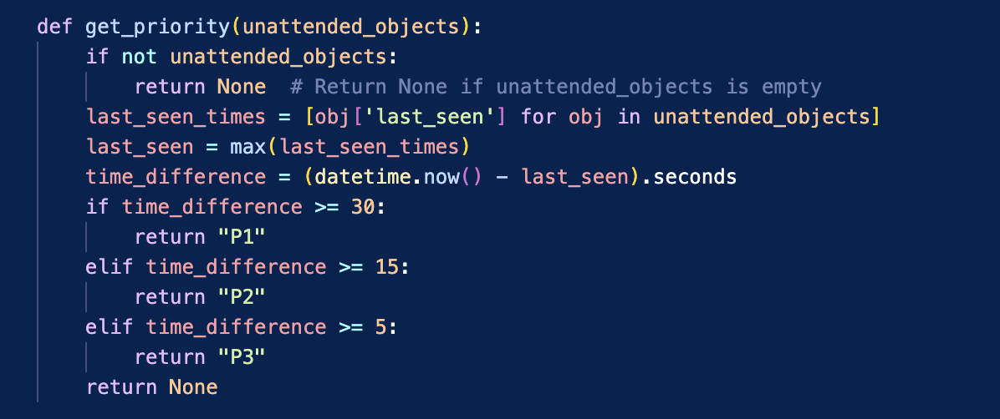 def get_priority(unattended_objects):
    if not unattended_objects:
        return None  # Return None if unattended_objects is empty
    last_seen_times = [obj['last_seen'] for obj in unattended_objects]
    last_seen = max(last_seen_times)
    time_difference = (datetime.now() - last_seen).seconds
    if time_difference >= 30:
        return "P1"
    elif time_difference >= 15:
        return "P2"
    elif time_difference >= 5:
        return "P3"
    return None